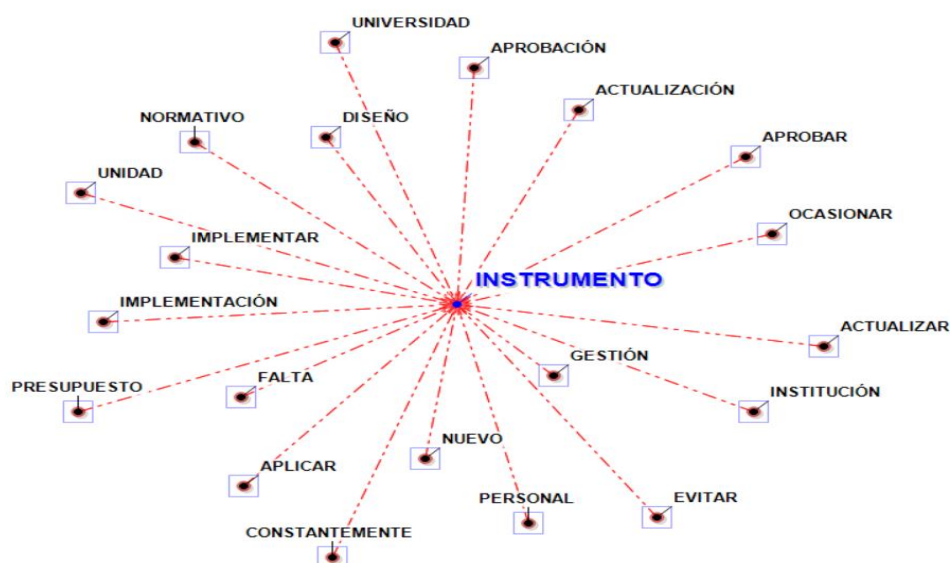 UNIVERSIDAD
APROBACIÓN
ACTUALIZACIÓN
NORMATIVO
DISEÑO
APROBAR
UNIDAD
OCASIONAR
IMPLEMENTAR
INSTRUMENTO
IMPLEMENTACIÓN
ACTUALIZAR
GESTIÓN
PRESUPUESTO
FALTA
INSTITUCIÓN
NUEVO
APLICAR
PERSONAL
EVITAR
CONSTANTEMENTE